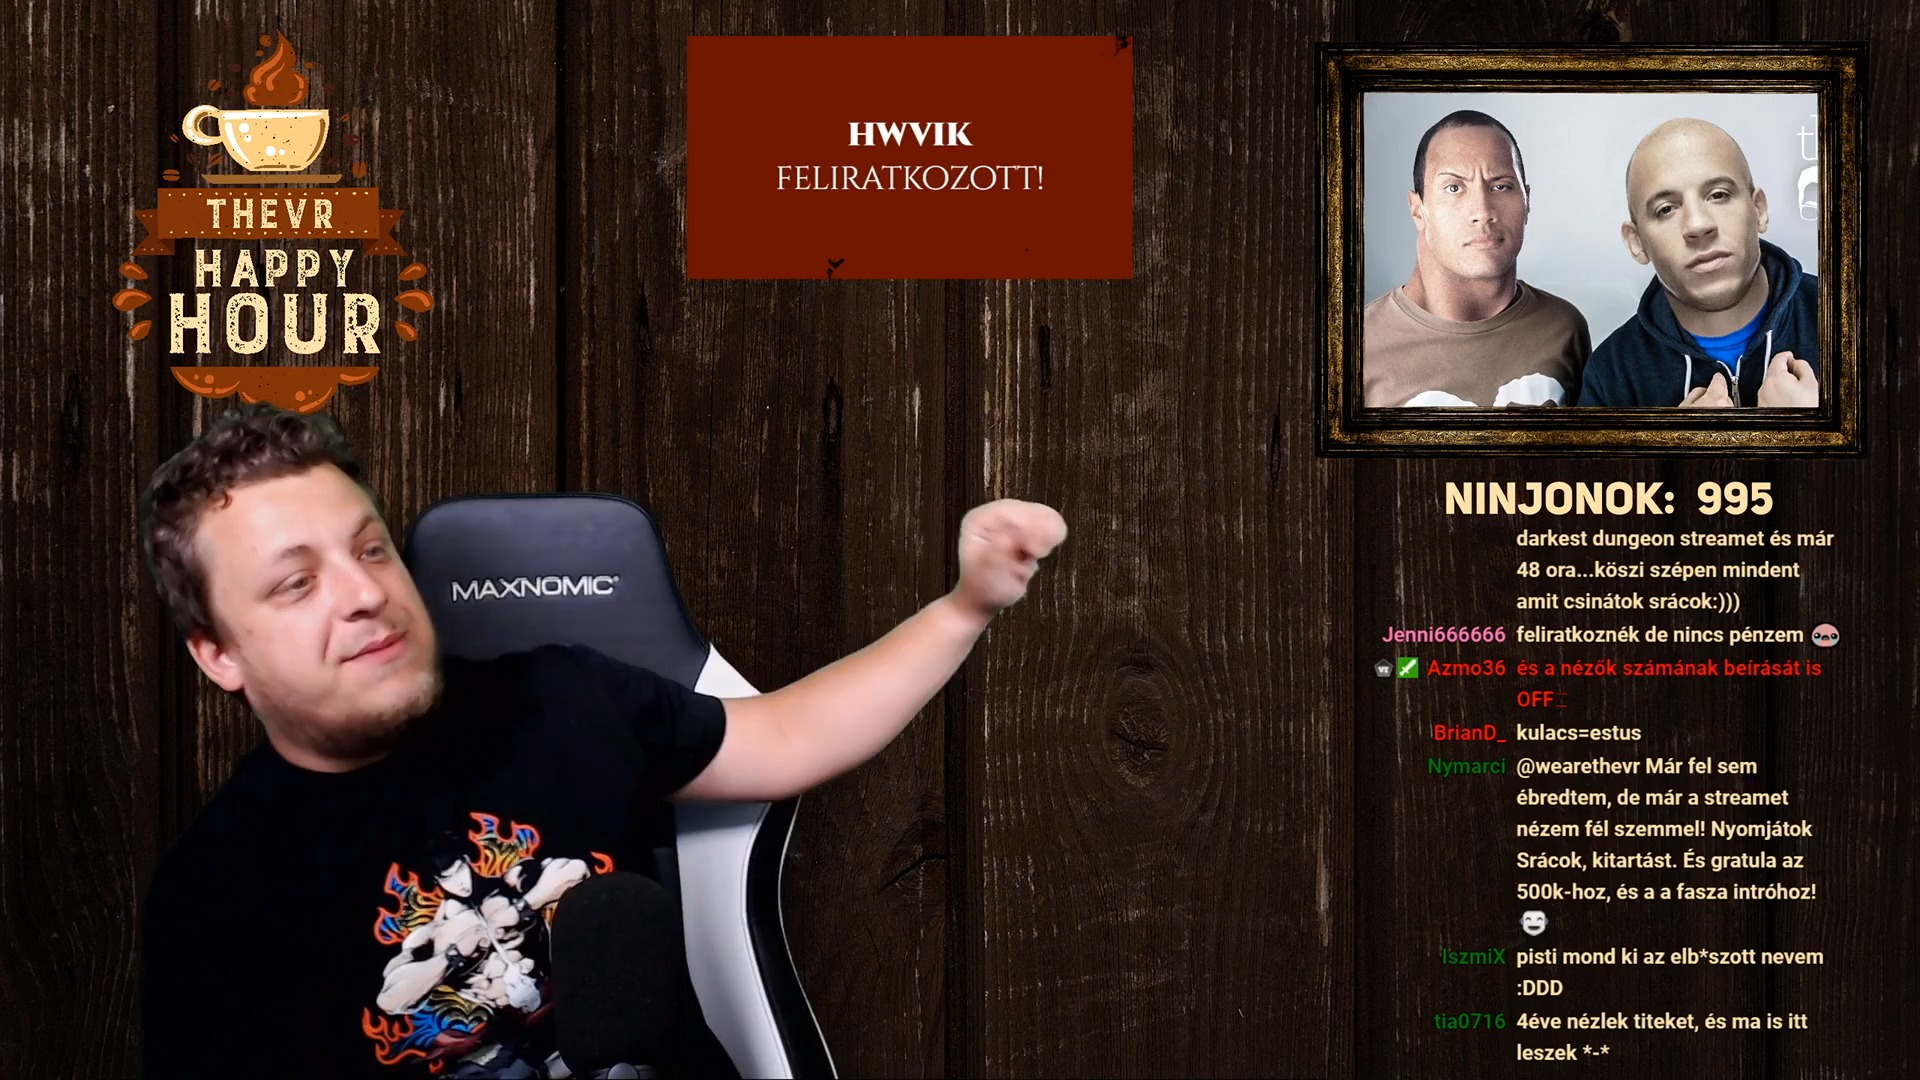 THEVR
HAPPY
HOUR
HWVIK
FELIRATKOZOTT!
MAXNOMIC
NINJONOK: 995
darkest dungeon streamet és már
48 ora...köszi szépen mindent
amit csinátok srácok:)))
Jenni666666 feliratkoznék de nincs pénzem
Azmo36 és a nézők számának beírását is
OFF
BrianD_ kulacs=estus
Nymarci @wearethevr Már fel sem
ébredtem, de már a streamet
nézem fél szemmel! Nyomjátok
Srácok, kitartást. És gratula az
500k-hoz, és a a fasza intróhoz!
IszmiX pisti mond ki az elb*szott nevem
:DDD
tia0716 4éve nézlek titeket, és ma is itt
leszek *-*